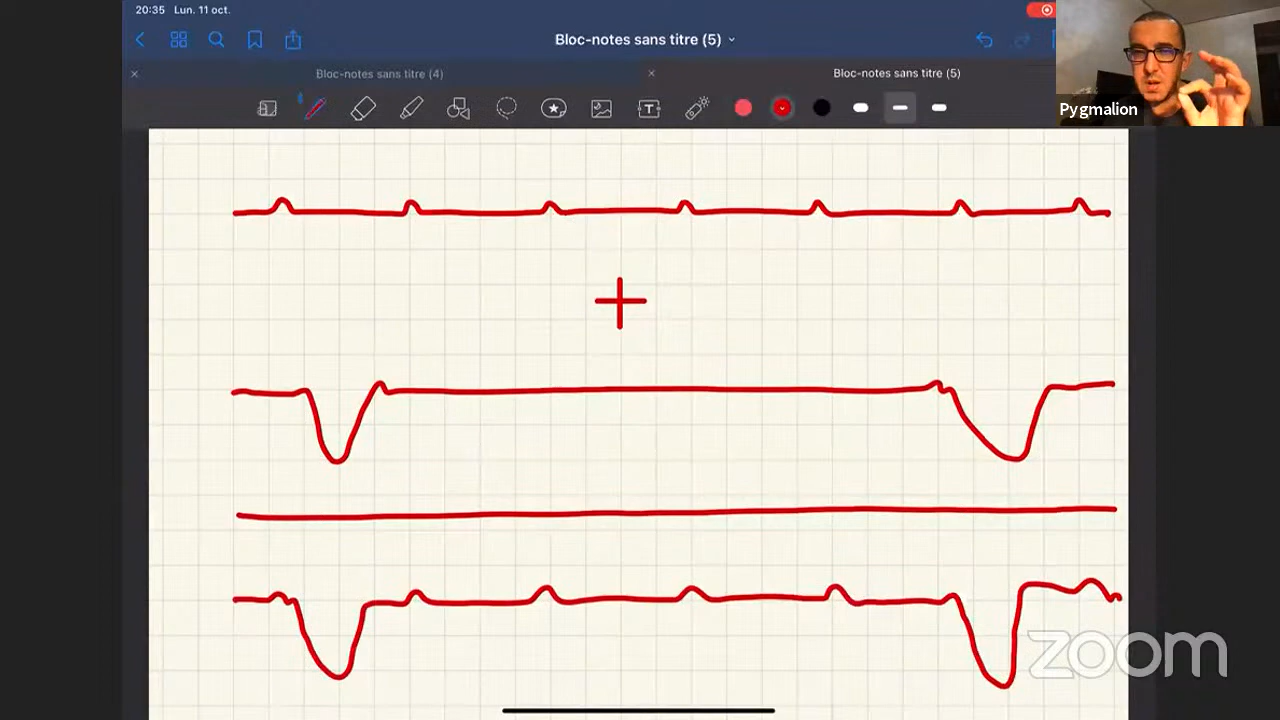 20:35 Lun. 11 oct.
Bloc-notes sans titre (5)
Bloc-notes sans titre (4)
Bloc-notes sans titre (5)
Pygmalion
zoom